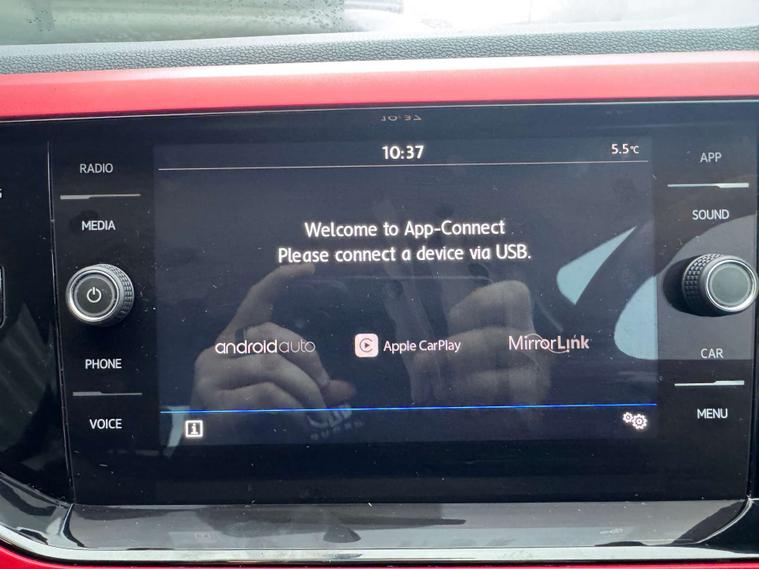 10:37
5.5°C
RADIO
MEDIA
PHONE
VOICE
Welcome to App-Connect
Please connect a device via USB.
androidauto
Apple CarPlay
MirrorLink
i
APP
SOUND
CAR
MENU